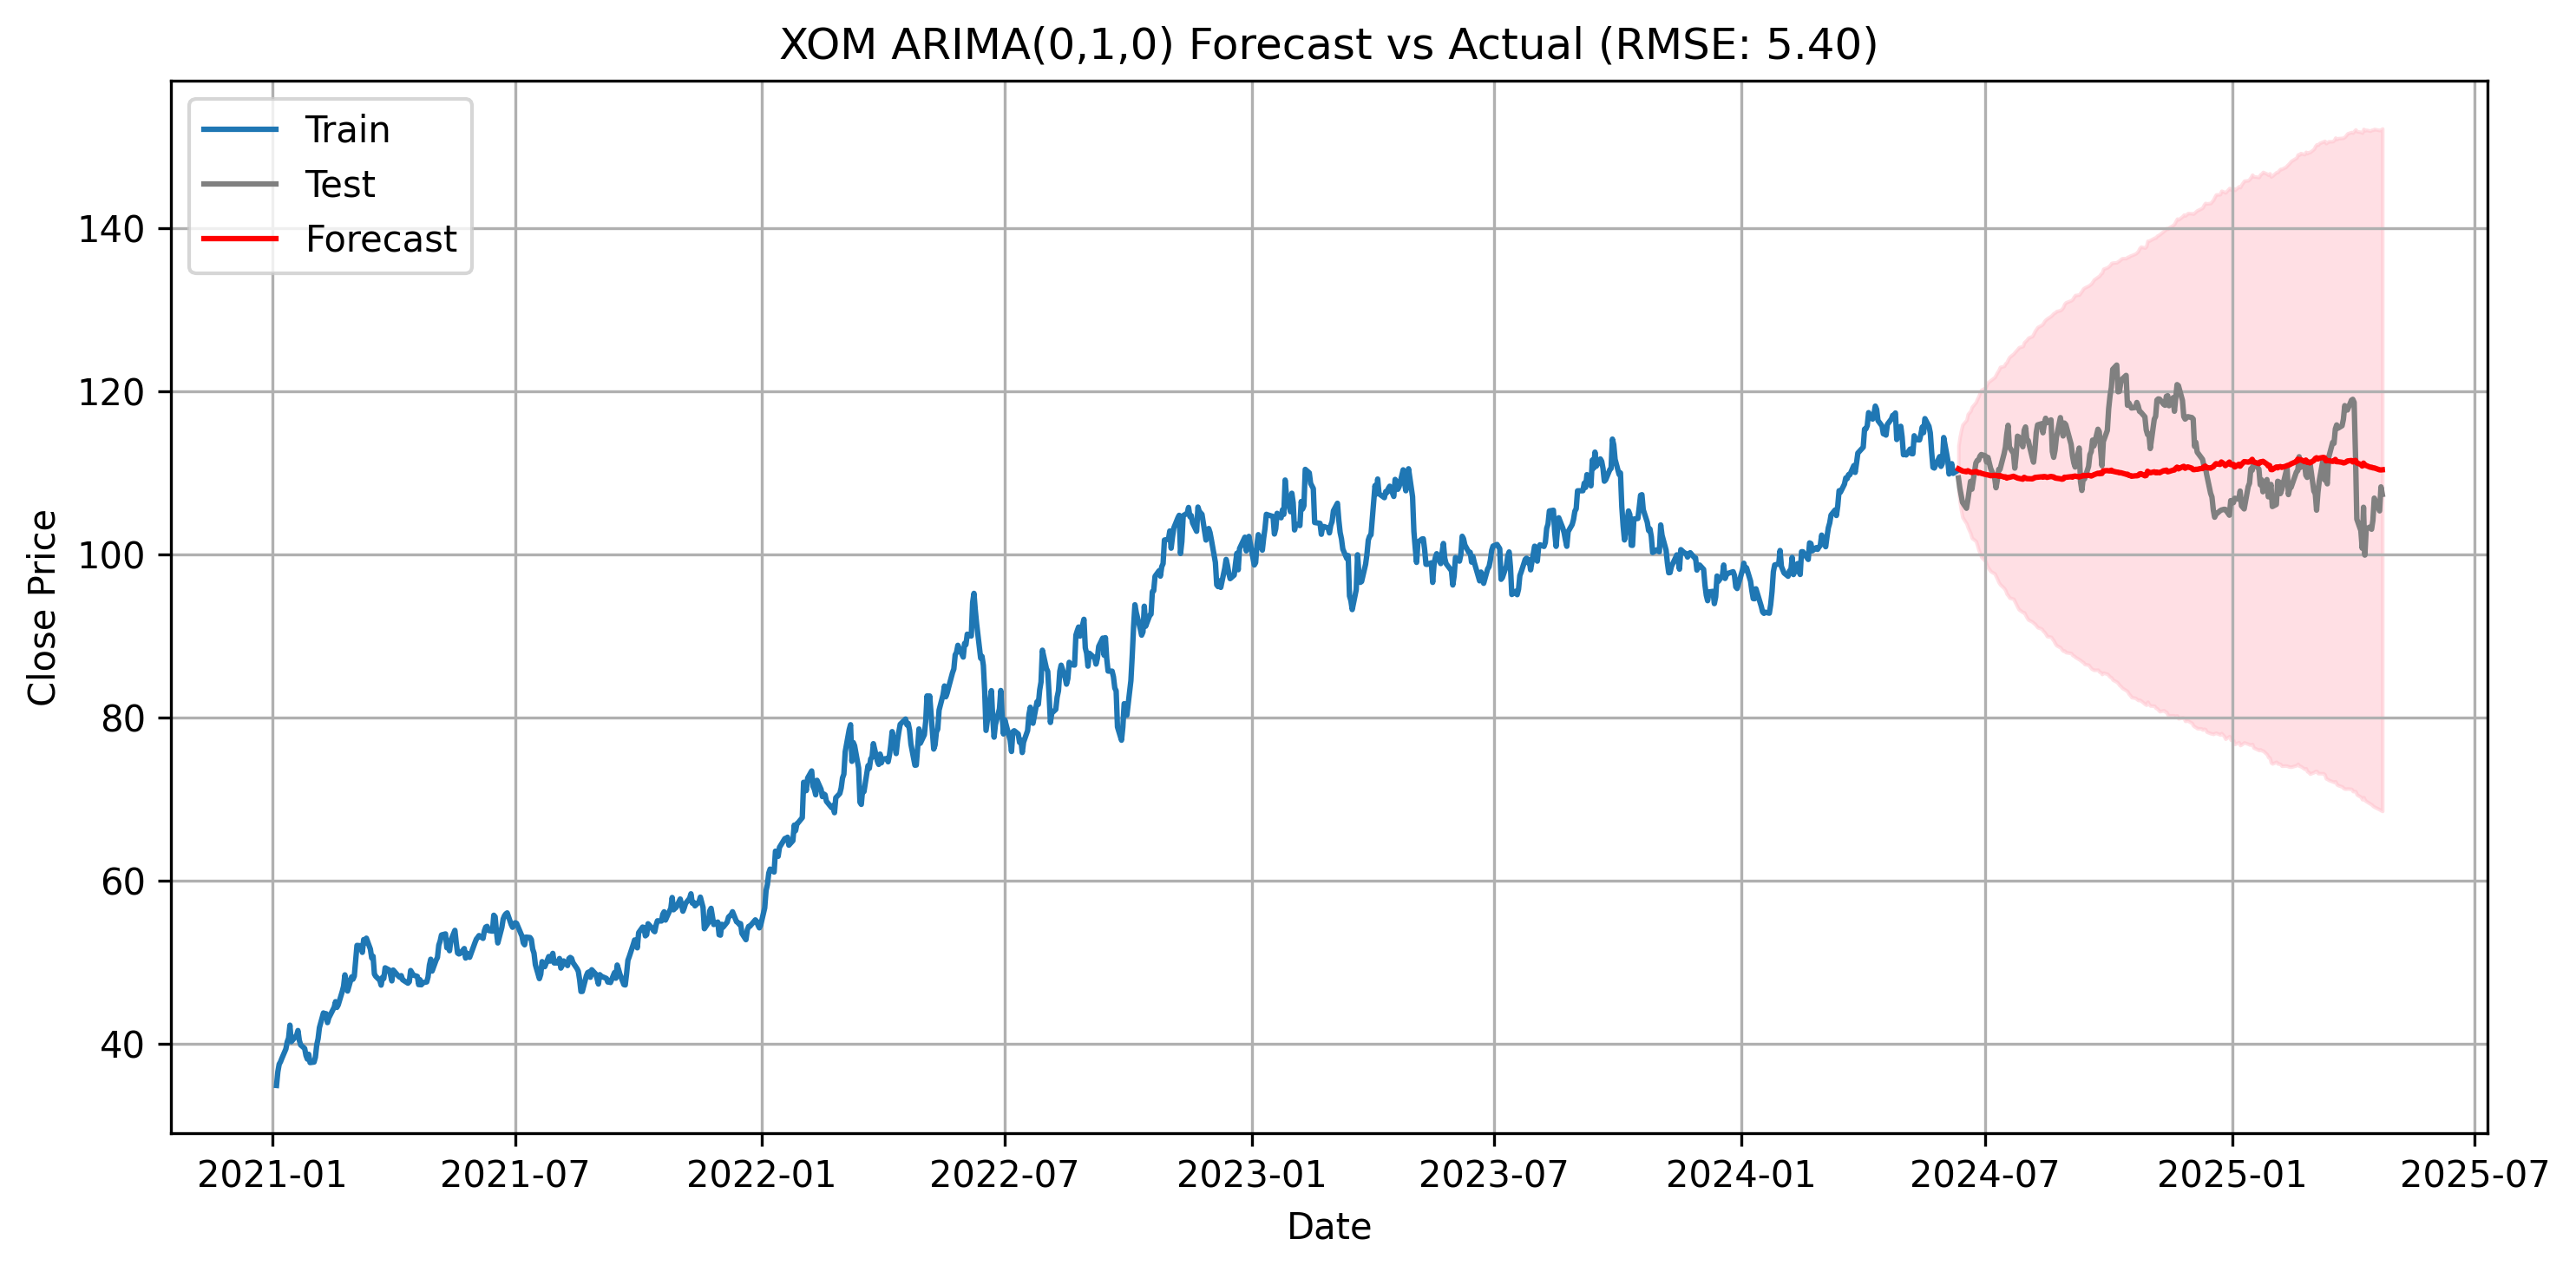 XOM ARIMA(0,1,0) Forecast vs Actual (RMSE: 5.40)
Train
Test
Forecast
Close Price
140
120
100
80
60
40
2021-01 2021-07 2022-01 2022-07 2023-01 2023-07 2024-01 2024-07 2025-01 2025-07
Date